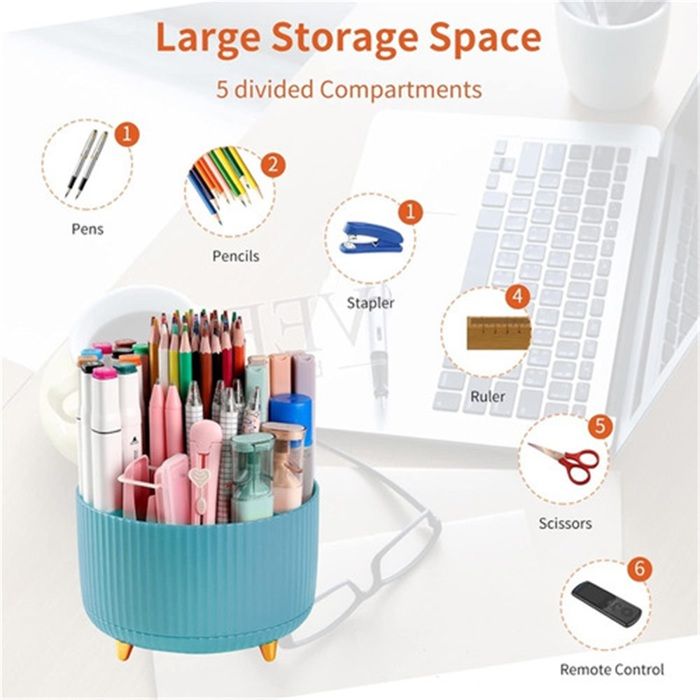 Large Storage Space
5 divided Compartments
1
Pens
2
Pencils
1
Stapler
4
Ruler
5
Scissors
6
Remote Control